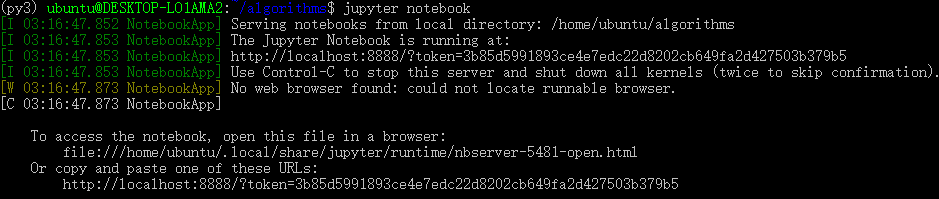 (py3) ubuntu@DESKTOP-LO1AMA2:~/algorithms$ jupyter notebook
[I 03:16:47.852 NotebookApp] Serving notebooks from local directory: /home/ubuntu/algorithms
[I 03:16:47.853 NotebookApp] The Jupyter Notebook is running at:
[I 03:16:47.853 NotebookApp] http://localhost:8888/?token=3b85d5991893ce4e7edc22d8202cb649fa2d427503b379b5
[I 03:16:47.853 NotebookApp] Use Control-C to stop this server and shut down all kernels (twice to skip confirmation).
[W 03:16:47.873 NotebookApp] No web browser found: could not locate runnable browser.
[C 03:16:47.873 NotebookApp]
To access the notebook, open this file in a browser:
file:///home/ubuntu/.local/share/jupyter/runtime/nbserver-5481-open.html
Or copy and paste one of these URLs:
http://localhost:8888/?token=3b85d5991893ce4e7edc22d8202cb649fa2d427503b379b5